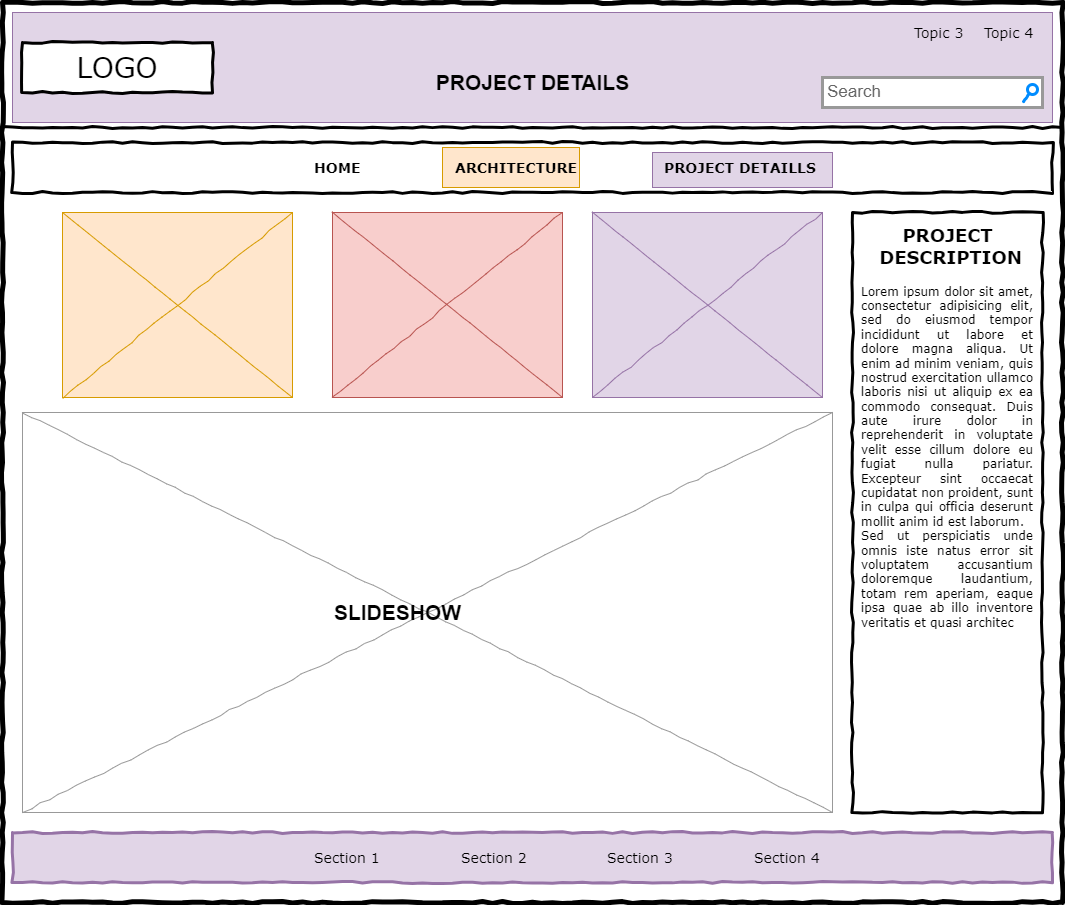 Topic 3 Topic 4
LOGO
PROJECT DETAILS
Search
HOME ARCHITECTURE PROJECT DETAILLS
PROJECT
DESCRIPTION
Lorem ipsum dolor sit amet,
consectetur adipisicing elit,
sed do eiusmod tempor
incididunt ut labore et
dolore magna aliqua. Ut
enim ad minim veniam, quis
nostrud exercitation ullamco
laboris nisi ut aliquip ex ea
commodo consequat. Duis
aute irure dolor in
reprehenderit in voluptate
velit esse cillum dolore eu
fugiat nulla pariatur.
Excepteur sint occaecat
cupidatat non proident, sunt
in culpa qui officia deserunt
mollit anim id est laborum.
Sed ut perspiciatis unde
omnis iste natus error sit
voluptatem accusantium
doloremque laudantium,
totam rem aperiam, eaque
ipsa quae ab illo inventore
veritatis et quasi architec
SLIDESHOW
Section 1 Section 2 Section 3 Section 4